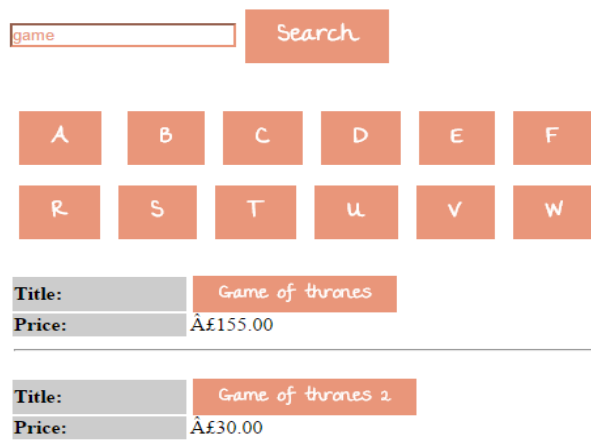 game Search
A B C D E F
R S T U V W
Title: Game of thrones
Price: Â£155.00
Title: Game of thrones 2
Price: Â£30.00